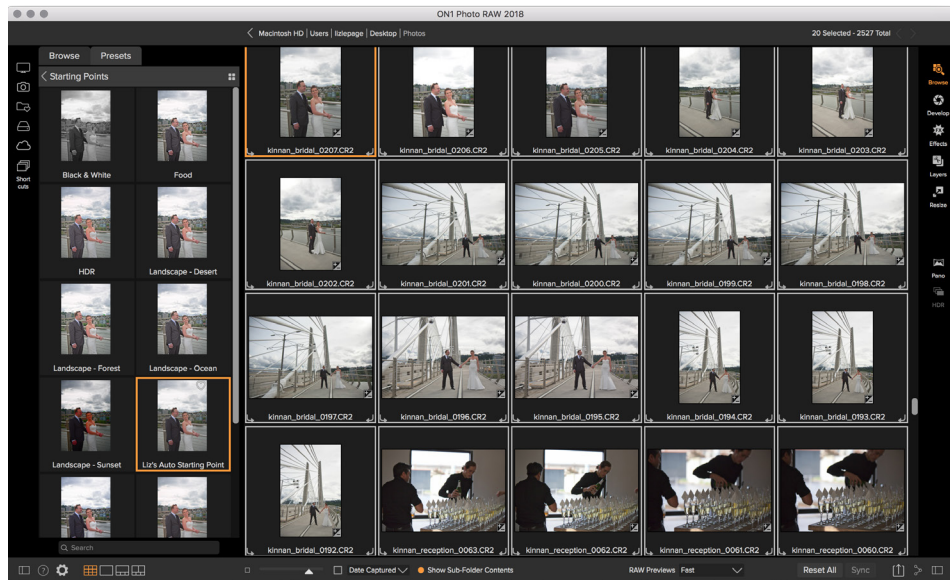 ON1 Photo RAW 2018
Macintosh HD | Users | lizlepage | Desktop | Photos
20 Selected - 2527 Total
Browse Presets
Starting Points
Short cuts
Black & White
Food
HDR
Landscape - Desert
Landscape - Forest
Landscape - Ocean
Landscape - Sunset
Liz's Auto Starting Point
Search
kinnan_bridal_0207.CR2
kinnan_bridal_0206.CR2
kinnan_bridal_0205.CR2
kinnan_bridal_0204.CR2
kinnan_bridal_0203.CR2
kinnan_bridal_0202.CR2
kinnan_bridal_0201.CR2
kinnan_bridal_0200.CR2
kinnan_bridal_0199.CR2
kinnan_bridal_0198.CR2
kinnan_bridal_0197.CR2
kinnan_bridal_0196.CR2
kinnan_bridal_0195.CR2
kinnan_bridal_0194.CR2
kinnan_bridal_0193.CR2
kinnan_bridal_0192.CR2
kinnan_reception_0063.CR2
kinnan_reception_0062.CR2
kinnan_reception_0061.CR2
kinnan_reception_0060.CR2
Browse
Develop
Effects
Layers
Resize
Pano
HDR
?
Date Captured
Show Sub-Folder Contents
RAW Previews Fast
Reset All
Sync